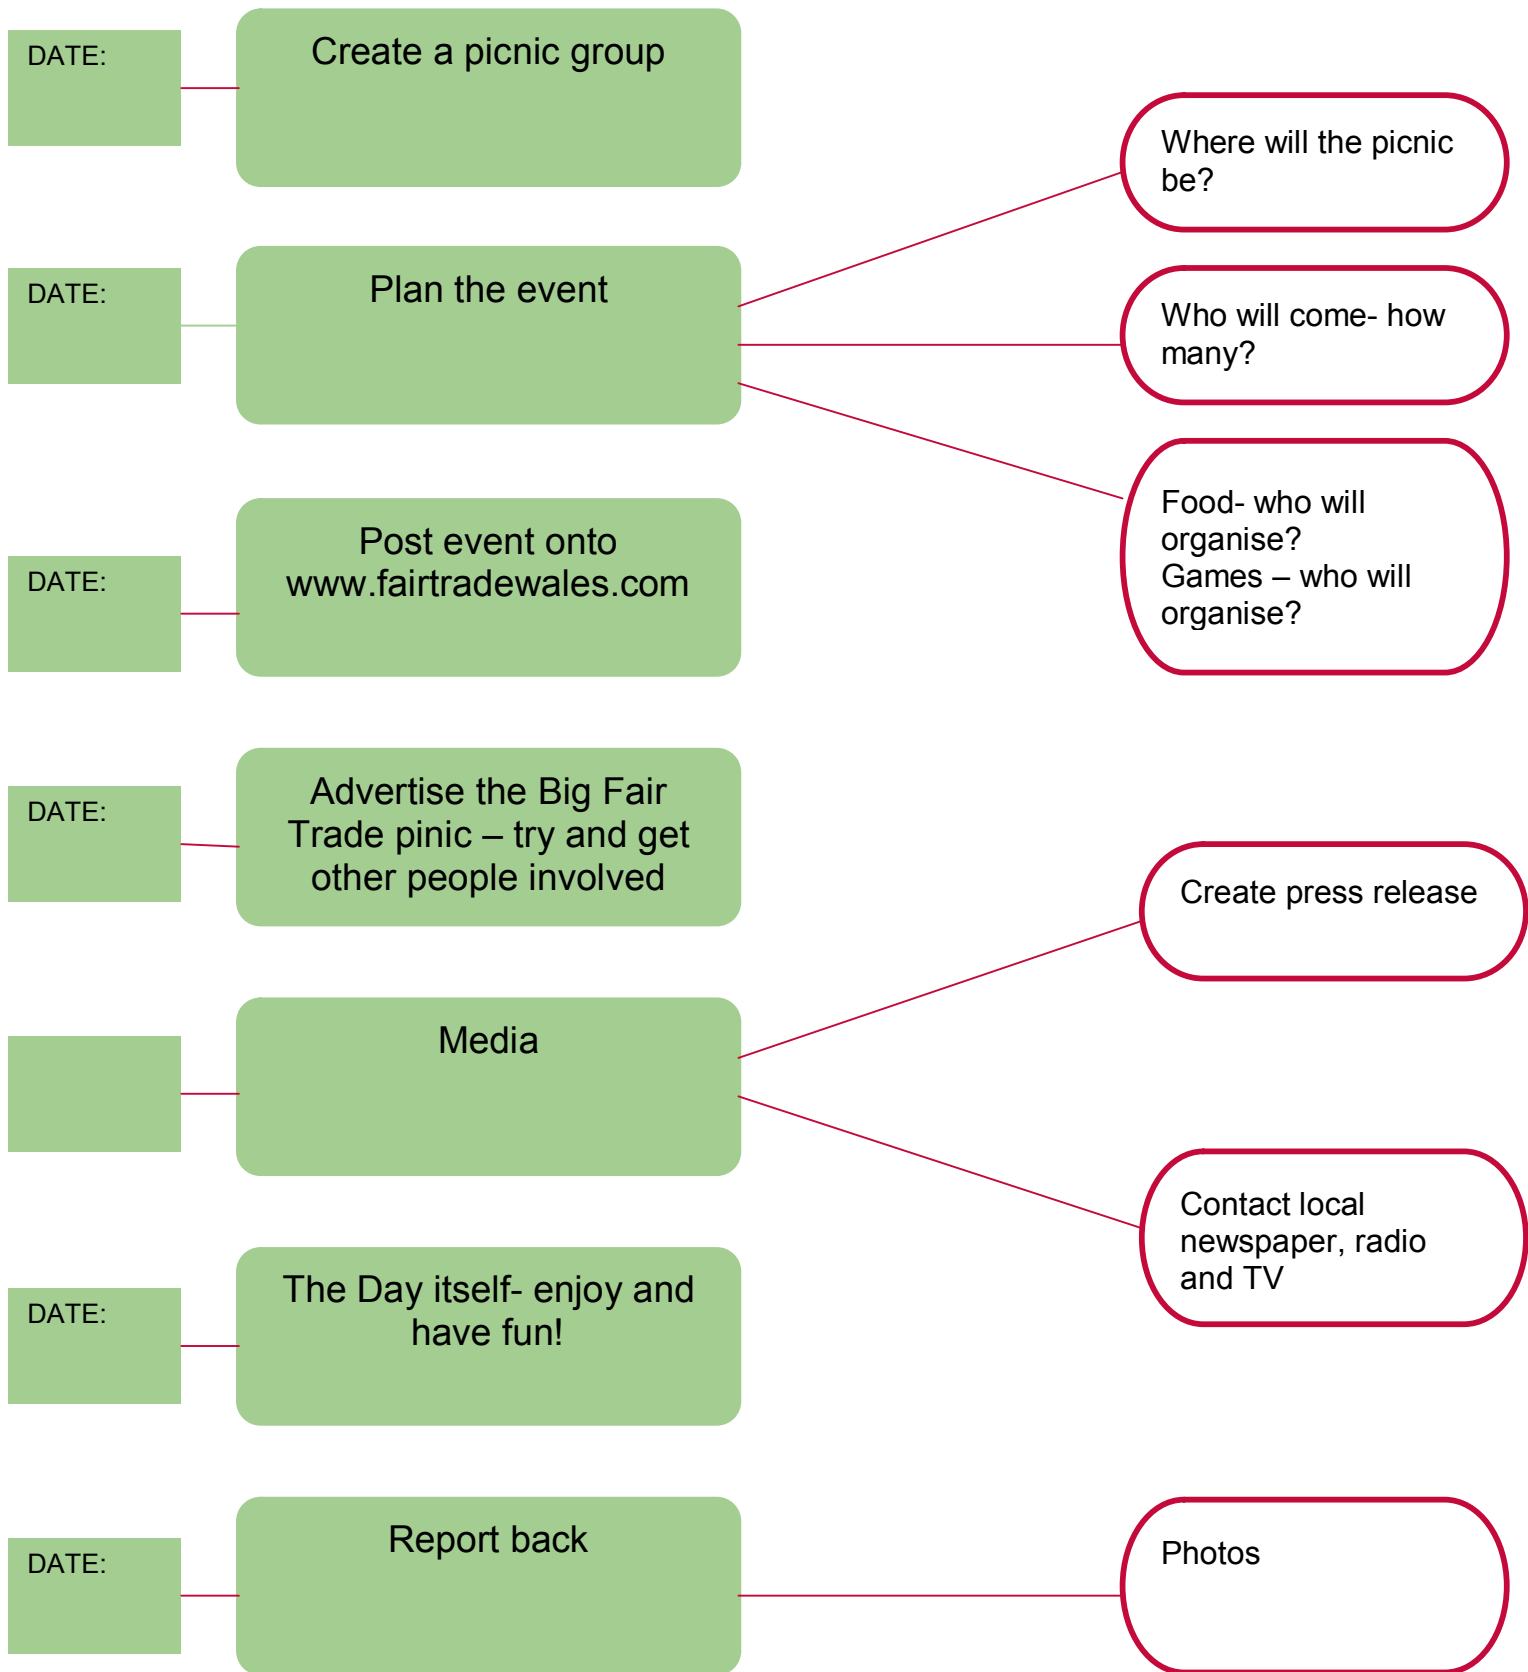 DATE:
Create a picnic group
Where will the picnic
be?
DATE:
Plan the event
Who will come- how
many?
Food- who will
organise?
Games – who will
organise?
DATE:
Post event onto
www.fairtradewales.com
DATE:
Advertise the Big Fair
Trade pinic – try and get
other people involved
Create press release
Media
Contact local
newspaper, radio
and TV
DATE:
The Day itself- enjoy and
have fun!
DATE:
Report back
Photos